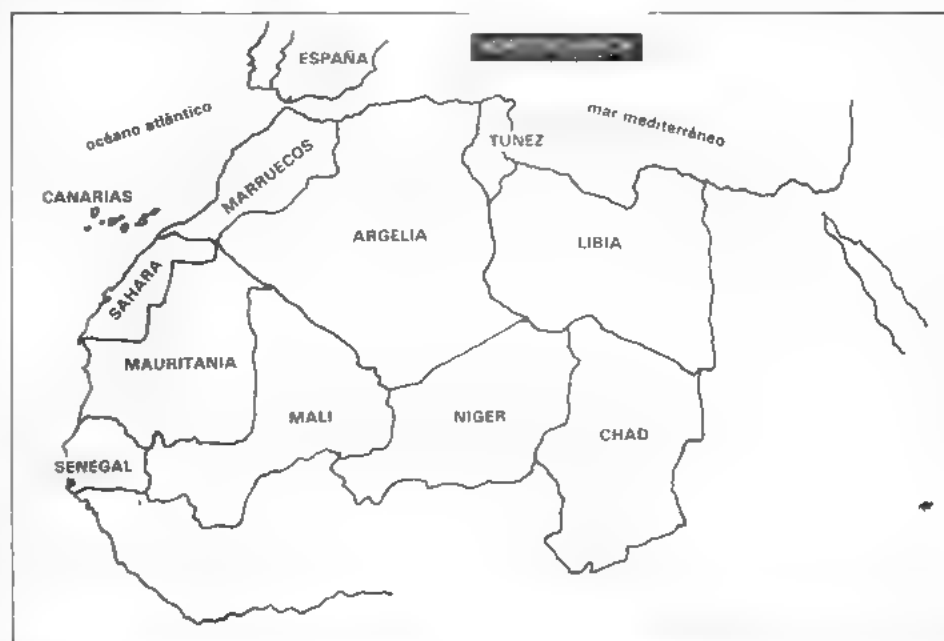 ESPAÑA
océano atlántico
mar mediterráneo
TUNEZ
MARRUECOS
CANARIAS
ARGELIA
LIBIA
SAHARA
MAURITANIA
MALI
NIGER
CHAD
SENEGAL